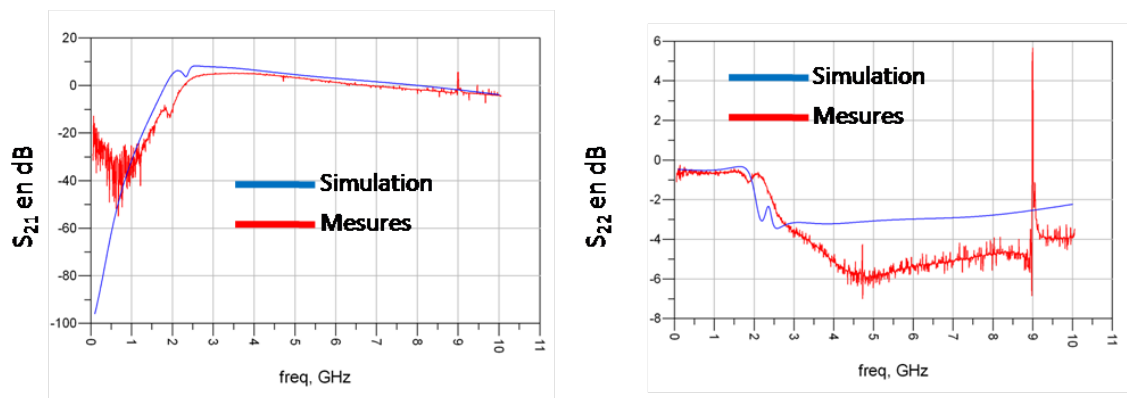 S21 en dB
20
0
-20
-40
-60
-80
-100
Simulation
Mesures
0 1 2 3 4 5 6 7 8 9 10 11
freq, GHz
S22 en dB
6
4
2
0
-2
-4
-6
-8
Simulation
Mesures
0 1 2 3 4 5 6 7 8 9 10 11
freq, GHz